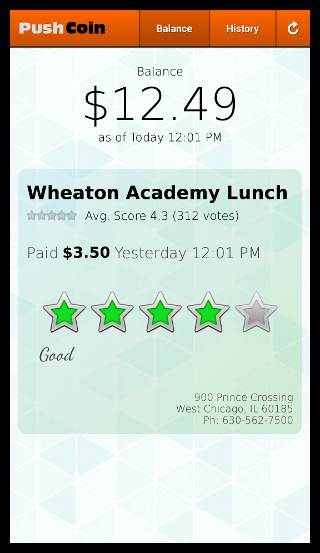 PushCoin
Balance
History
Balance
$12.49
as of Today 12:01 PM
Wheaton Academy Lunch
Avg. Score 4.3 (312 votes)
Paid $3.50 Yesterday 12:01 PM
Good
900 Prince Crossing
West Chicago, IL 60185
Ph: 630-562-7500